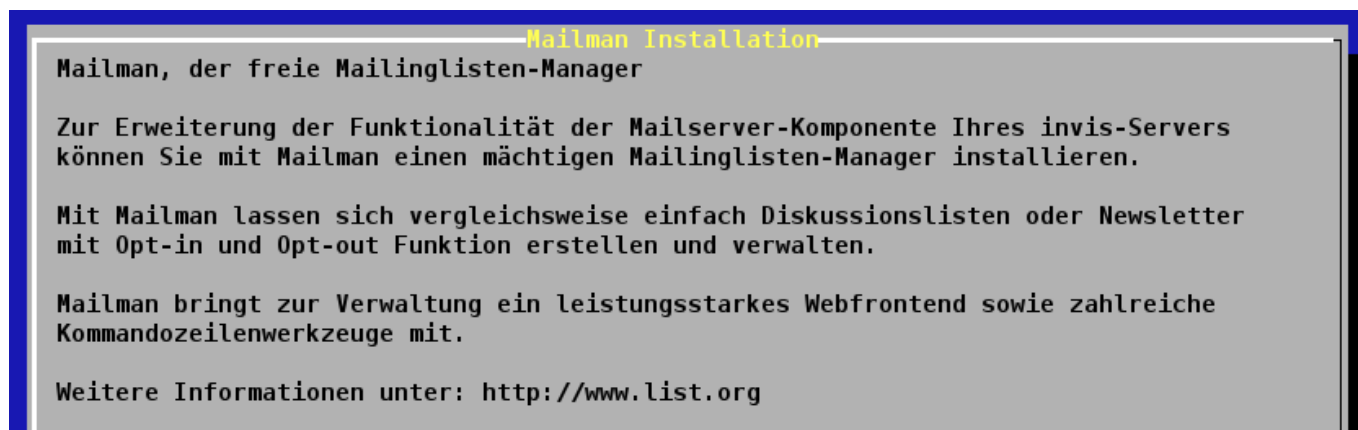 Mailman Installation
Mailman, der freie Mailinglisten-Manager
Zur Erweiterung der Funktionalität der Mailserver-Komponente Ihres invis-Servers
können Sie mit Mailman einen mächtigen Mailinglisten-Manager installieren.
Mit Mailman lassen sich vergleichsweise einfach Diskussionslisten oder Newsletter
mit Opt-in und Opt-out Funktion erstellen und verwalten.
Mailman bringt zur Verwaltung ein leistungsstarkes Webfrontend sowie zahlreiche
Kommandozeilenwerkzeuge mit.
Weitere Informationen unter: http://www.list.org